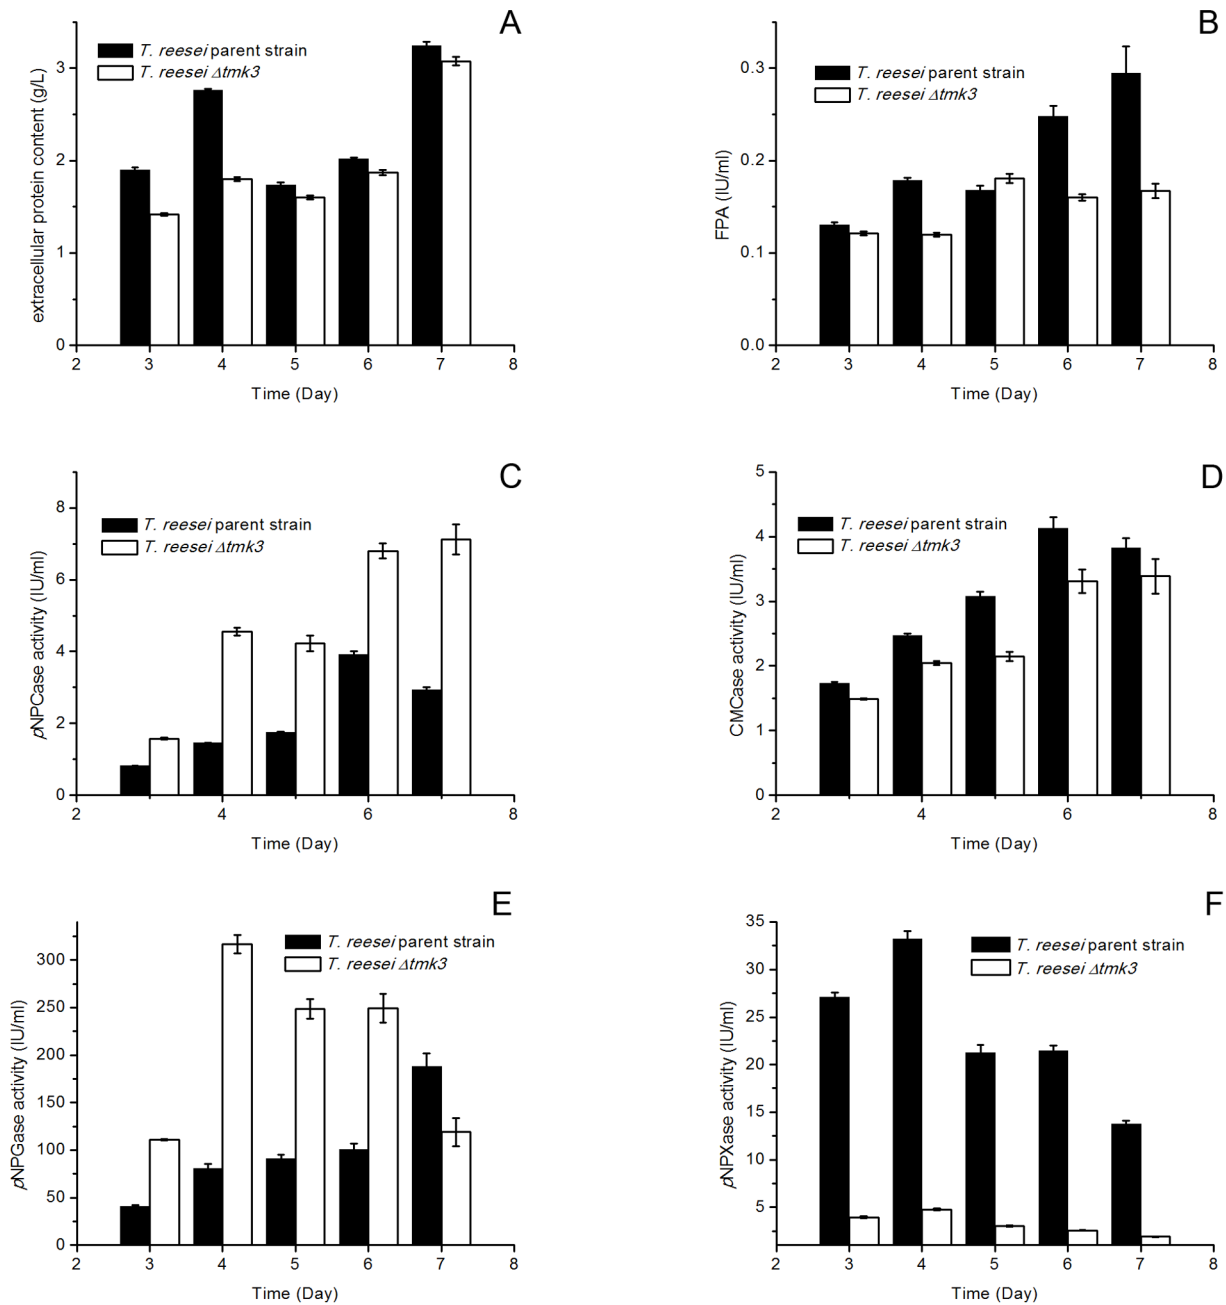 A
T. reesei parent strain
T. reesei Δtmk3
extracellular protein content (g/L)
3
2
1
0
2 3 4 5 6 7 8
Time (Day)
B
T. reesei parent strain
T. reesei Δtmk3
FPA (IU/ml)
0.3
0.2
0.1
0.0
2 3 4 5 6 7 8
Time (Day)
C
T. reesei parent strain
T. reesei Δtmk3
pNPCase activity (IU/ml)
8
6
4
2
0
2 4 6 8
Time (Day)
D
T. reesei parent strain
T. reesei Δtmk3
CMCase activity (IU/ml)
5
4
3
2
1
0
2 4 6 8
Time (Day)
E
T. reesei parent strain
T. reesei Δtmk3
pNPGase activity (IU/ml)
300
250
200
150
100
50
0
2 3 4 5 6 7 8
Time (Day)
F
T. reesei parent strain
T. reesei Δtmk3
pNPXase activity (IU/ml)
35
30
25
20
15
10
5
2 3 4 5 6 7 8
Time (Day)